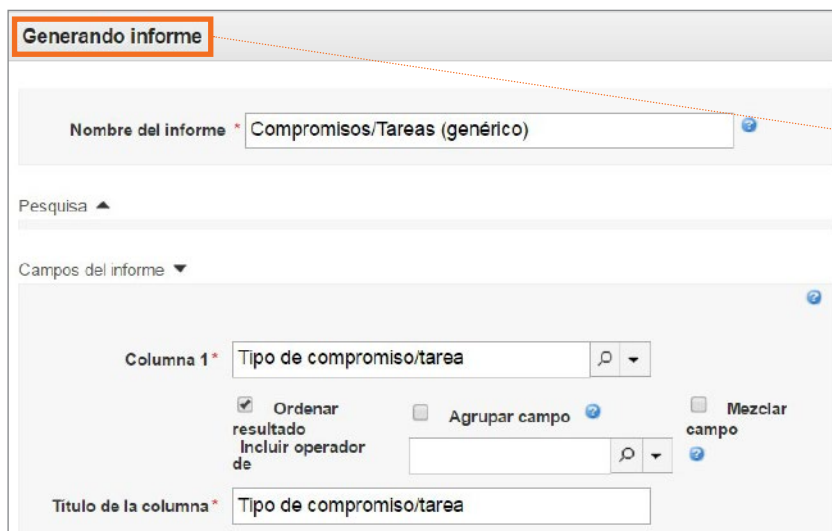 Generando informe
Nombre del informe * Compromisos/Tareas (genérico)
Pesquisa
Campos del informe
Columna 1* Tipo de compromiso/tarea
Ordenar resultado
Agrupar campo
Mezclar campo
Incluir operador de
Título de la columna* Tipo de compromiso/tarea